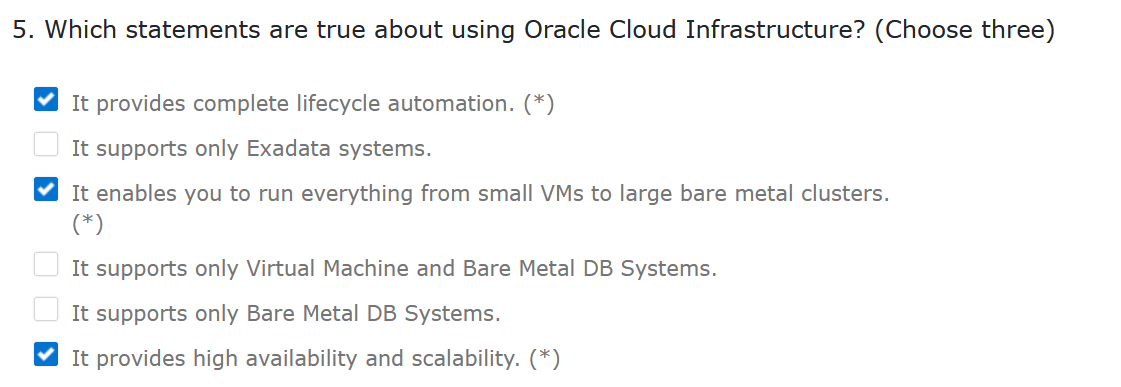 5. Which statements are true about using Oracle Cloud Infrastructure? (Choose three)
It provides complete lifecycle automation. (*)
It supports only Exadata systems.
It enables you to run everything from small VMs to large bare metal clusters.
(*)
It supports only Virtual Machine and Bare Metal DB Systems.
It supports only Bare Metal DB Systems.
It provides high availability and scalability. (*)